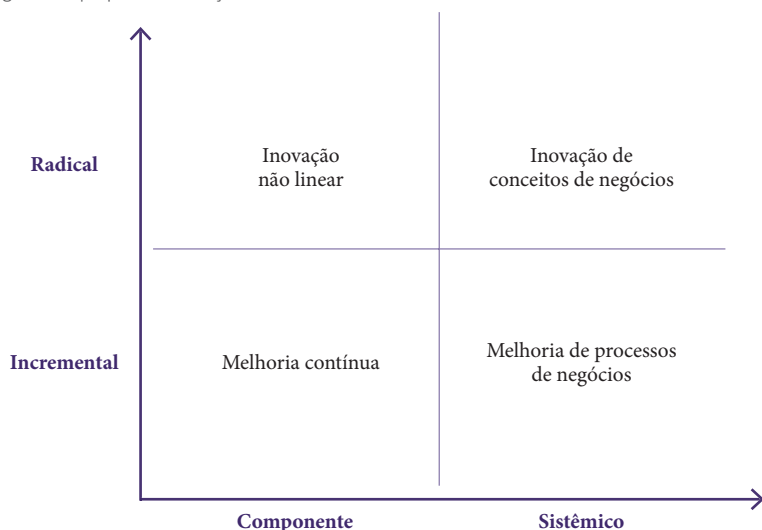 Radical
Inovação
não linear
Inovação de
conceitos de negócios
Incremental
Melhoria contínua
Melhoria de processos
de negócios
Componente
Sistêmico